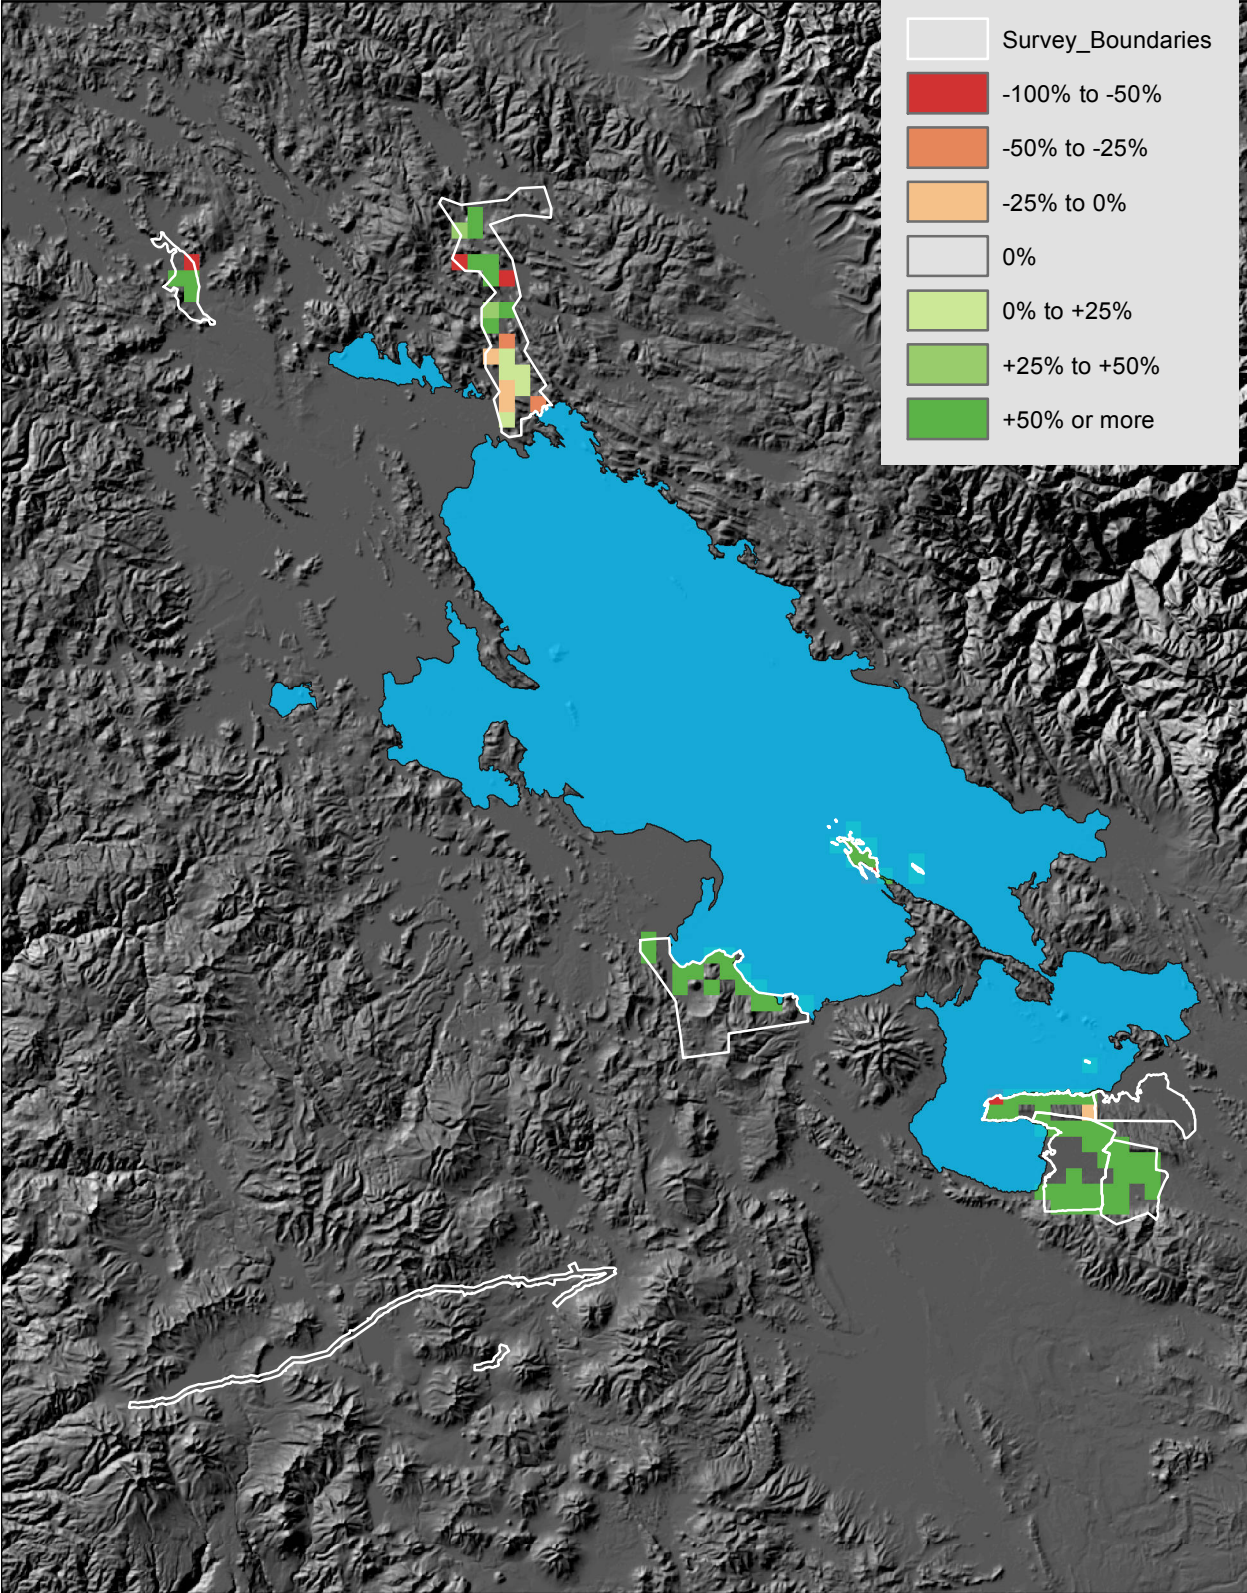 Survey_Boundaries
-100% to -50%
-50% to -25%
-25% to 0%
0%
0% to +25%
+25% to +50%
+50% or more